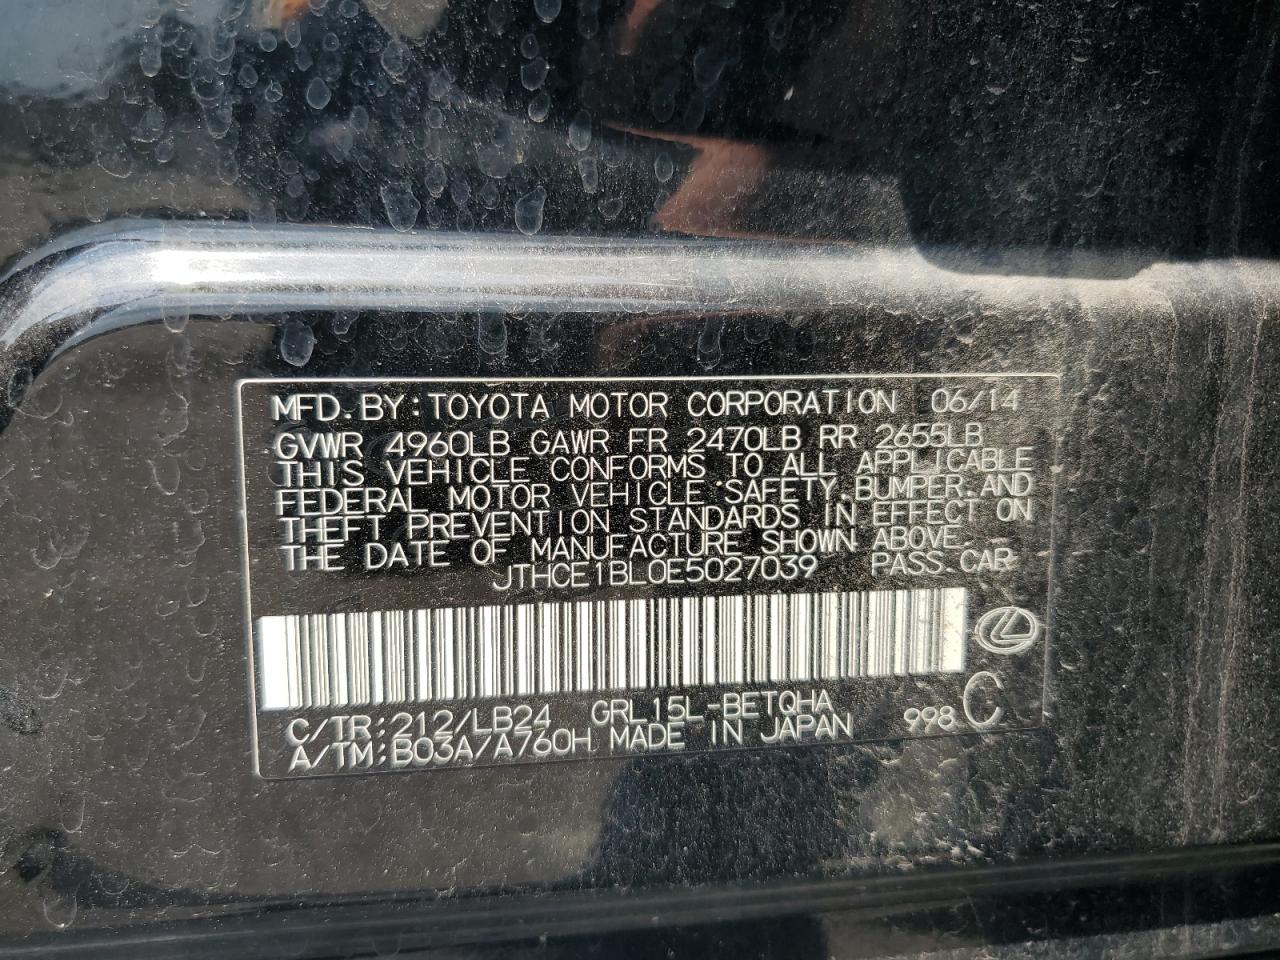 MFD.BY:TOYOTA MOTOR CORPORATION 06/14
GVWR 4960LB GAWR FR 2470LB RR 2655LB
THIS VEHICLE CONFORMS TO ALL APPLICABLE
FEDERAL MOTOR VEHICLE SAFETY,BUMPER,AND
THEFT PREVENTION STANDARDS IN EFFECT ON
THE DATE OF MANUFACTURE SHOWN ABOVE.
JTHCE1BL0E5027039 PASS.CAR
C/TR:212/LB24 GRL15L-BETQHA
A/TM:B03A/A760H MADE IN JAPAN 998 C